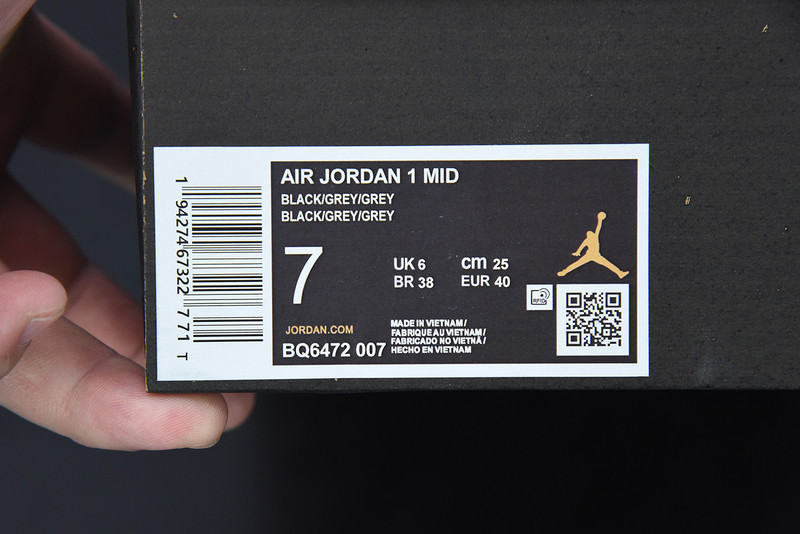 AIR JORDAN 1 MID
BLACK/GREY/GREY
BLACK/GREY/GREY
7
UK 6 cm 25
BR 38 EUR 40
RFID
JORDAN.COM
BQ6472 007
MADE IN VIETNAM /
FABRIQUE AU VIETNAM /
FABRICADO NO VIETNÃ /
HECHO EN VIETNAM
1 94274 67322 771 T